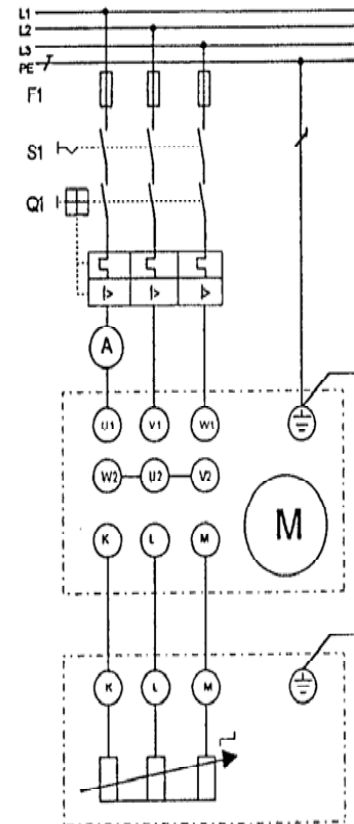 L1
L2
L3
PE
F1
S1
Q1
I> I> I>
A
U1 V1 W1
W2 U2 V2
M
K L M
K L M